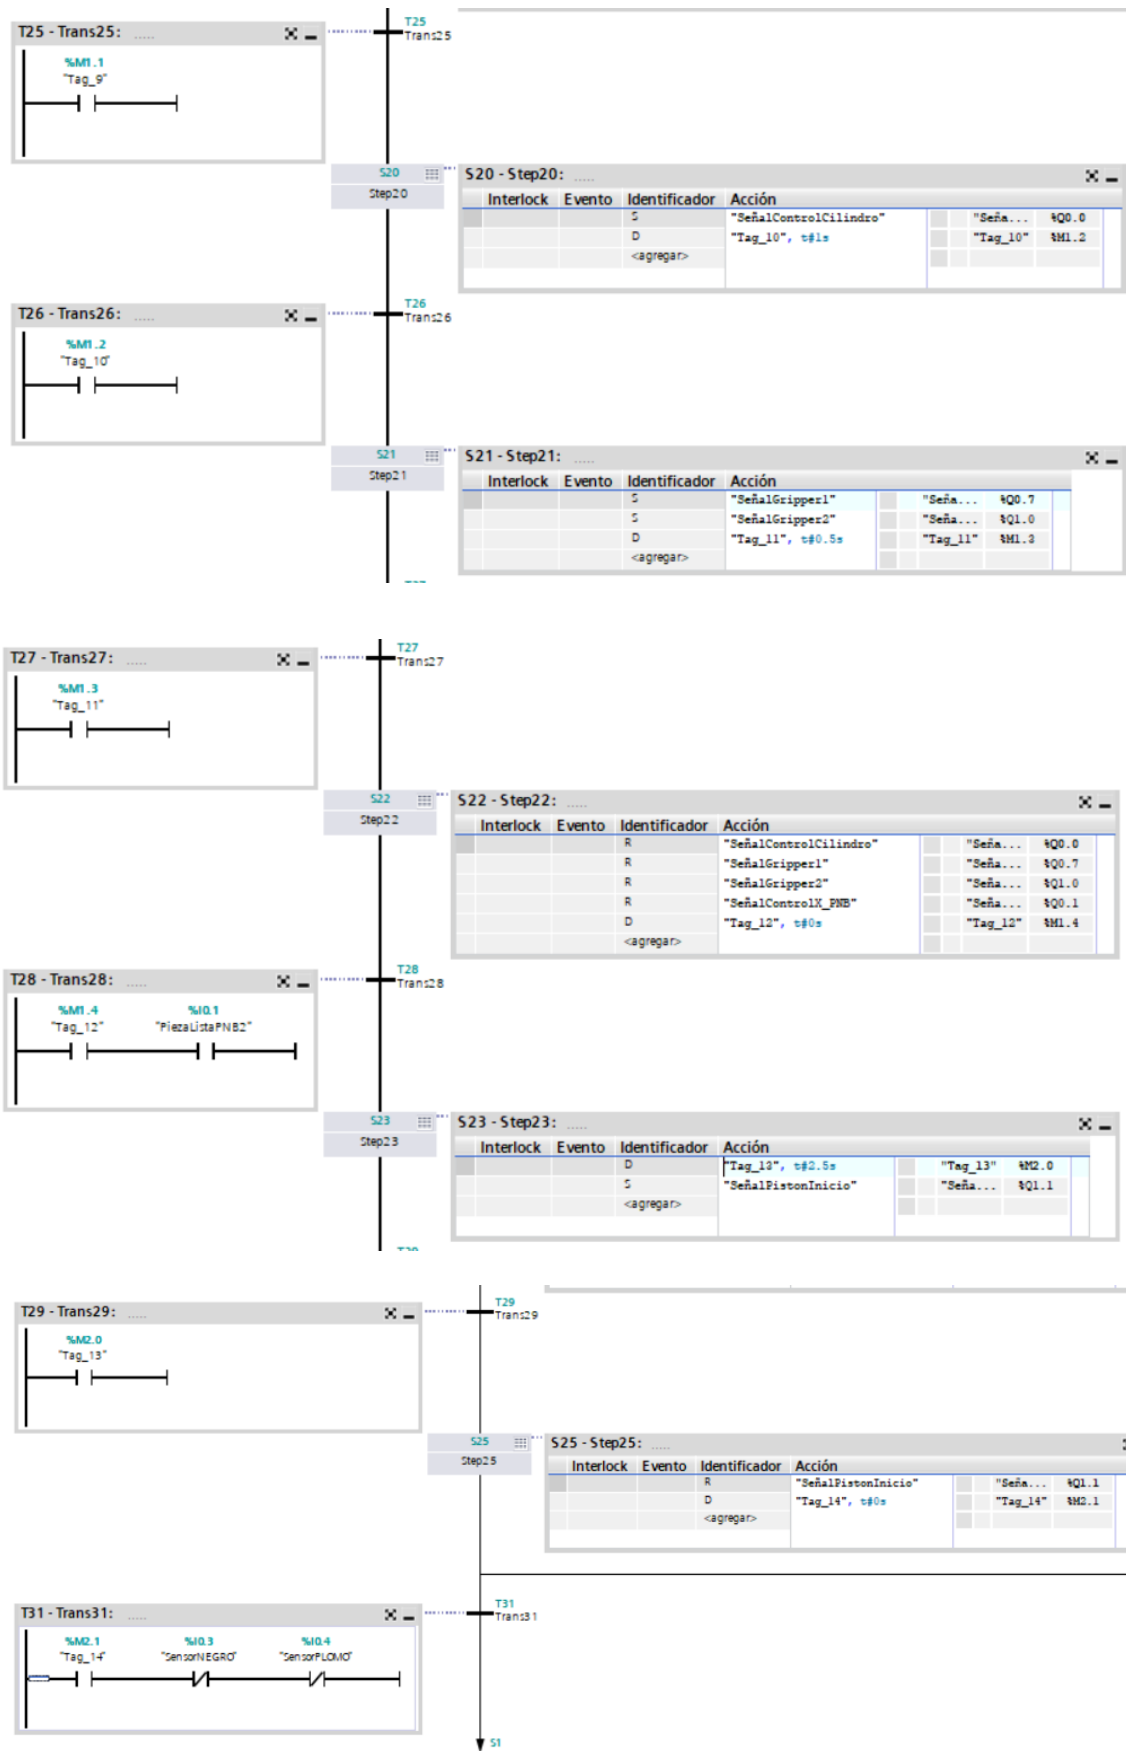 T25 - Trans25: .....
T25
Trans25
%M1.1
"Tag_9"
S20
Step20
S20 - Step20: .....
Interlock Evento Identificador Acción
S "SeñalControlCilindro" "Seña... %Q0.0
D "Tag_10", t#1s "Tag_10" %M1.2
<agregar>
T26 - Trans26: .....
T26
Trans26
%M1.2
"Tag_10"
S21
Step21
S21 - Step21: .....
Interlock Evento Identificador Acción
S "SeñalGripper1" "Seña... %Q0.7
S "SeñalGripper2" "Seña... %Q1.0
D "Tag_11", t#0.5s "Tag_11" %M1.3
<agregar>
T27 - Trans27: .....
T27
Trans27
%M1.3
"Tag_11"
S22
Step22
S22 - Step22: .....
Interlock Evento Identificador Acción
R "SeñalControlCilindro" "Seña... %Q0.0
R "SeñalGripper1" "Seña... %Q0.7
R "SeñalGripper2" "Seña... %Q1.0
R "SeñalControlX_PNB" "Seña... %Q0.1
D "Tag_12", t#0s "Tag_12" %M1.4
<agregar>
T28 - Trans28: .....
T28
Trans28
%M1.4 %I0.1
"Tag_12" "PiezaListaPNB2"
S23
Step23
S23 - Step23: .....
Interlock Evento Identificador Acción
D "Tag_13", t#2.5s "Tag_13" %M2.0
S "SeñalPistonInicio" "Seña... %Q1.1
<agregar>
T29 - Trans29: .....
T29
Trans29
%M2.0
"Tag_13"
S25
Step25
S25 - Step25: .....
Interlock Evento Identificador Acción
R "SeñalPistonInicio" "Seña... %Q1.1
D "Tag_14", t#0s "Tag_14" %M2.1
<agregar>
T31 - Trans31: .....
T31
Trans31
%M2.1 %I0.3 %I0.4
"Tag_14" "SensorNEGRO" "SensorPLOMO"
S1